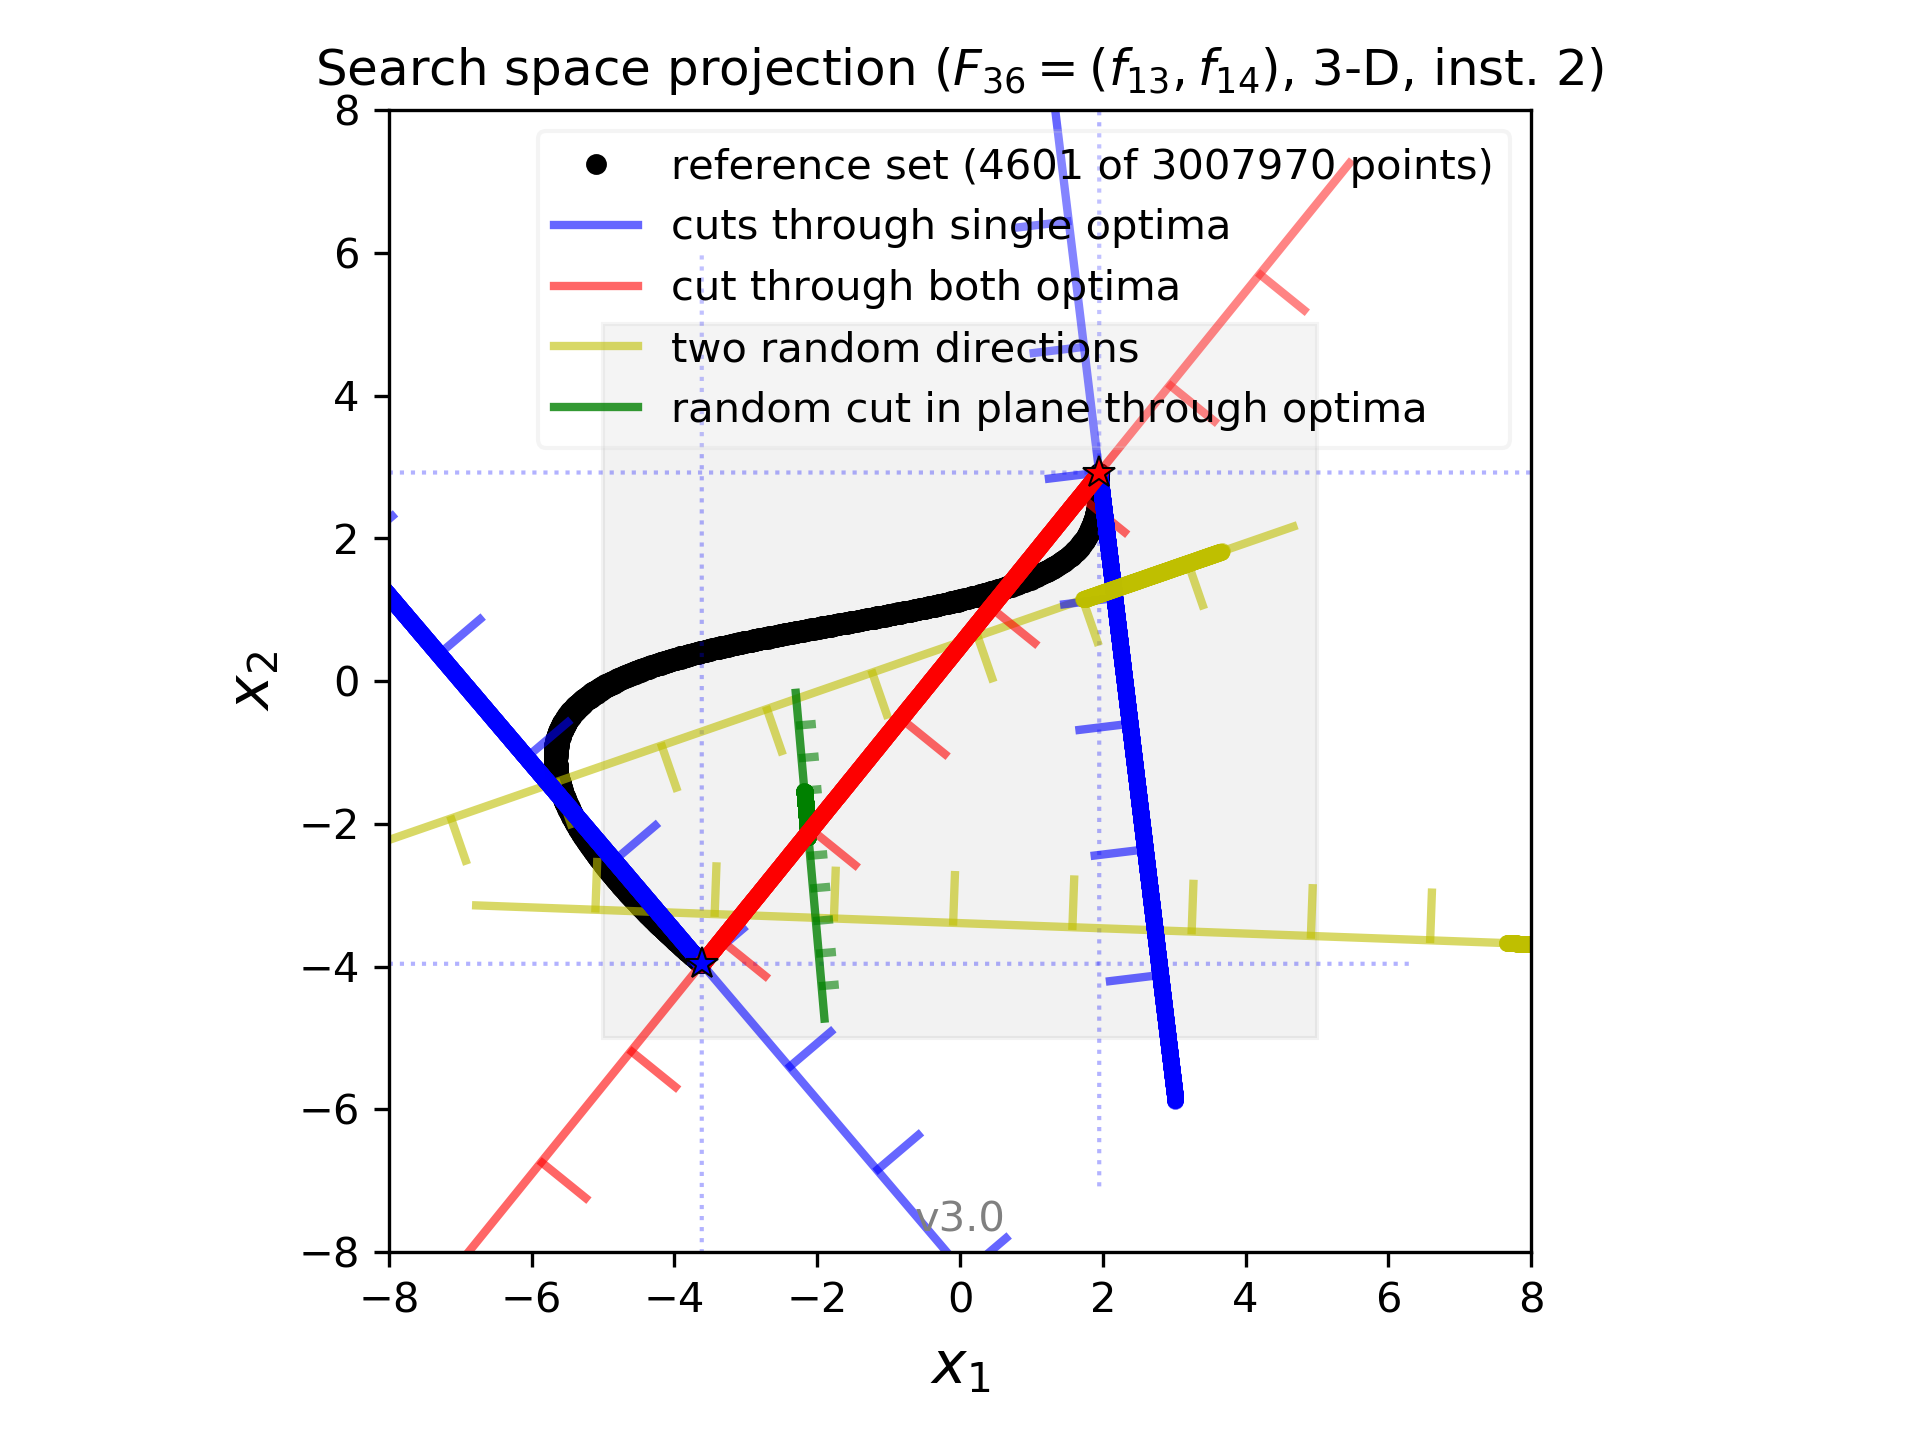 Search space projection (F36 = (f13, f14), 3-D, inst. 2)
reference set (4601 of 3007970 points)
cuts through single optima
cut through both optima
two random directions
random cut in plane through optima
8
6
4
2
0
−2
−4
−6
−8
x2
v3.0
−8 −6 −4 −2 0 2 4 6 8
x1